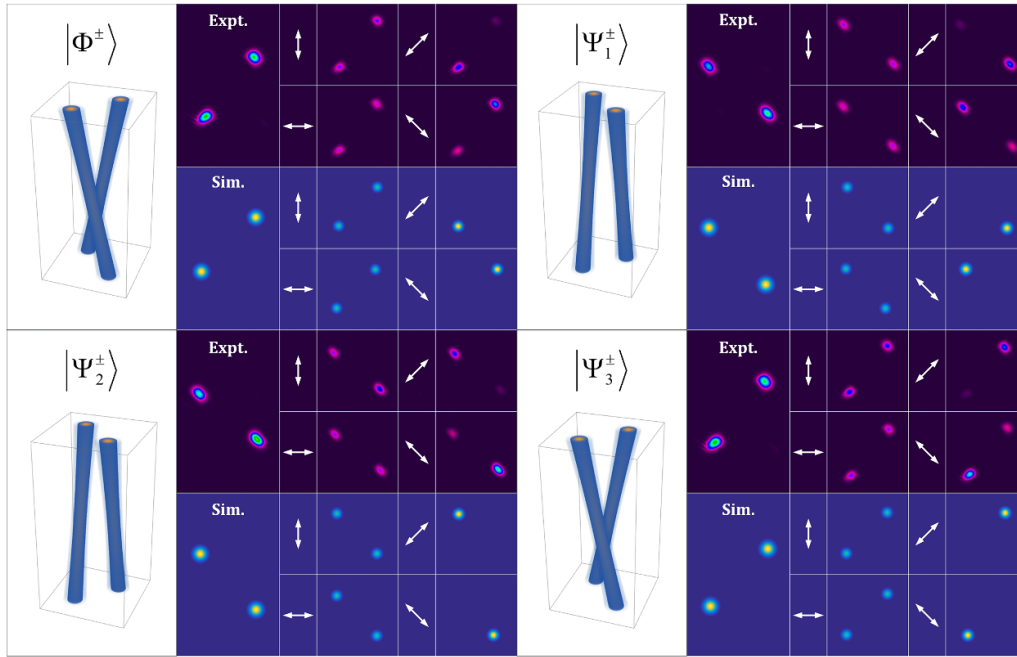 |Φ±⟩
Expt.
Sim.
|Ψ₁±⟩
Expt.
Sim.
|Ψ₂±⟩
Expt.
Sim.
|Ψ₃±⟩
Expt.
Sim.